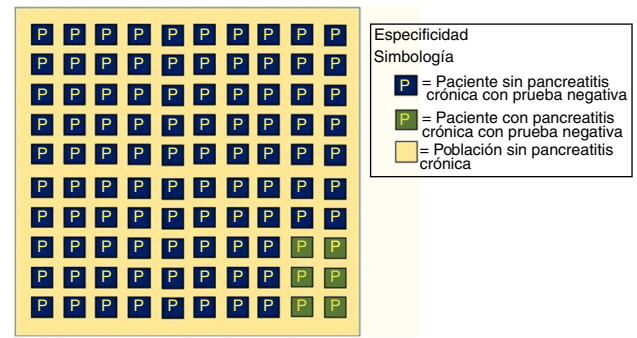 P P P P P P P P P P
P P P P P P P P P P
P P P P P P P P P P
P P P P P P P P P P
P P P P P P P P P P
P P P P P P P P P P
P P P P P P P P P P
P P P P P P P P P P
P P P P P P P P P P
P P P P P P P P P P
Especificidad
Simbología
P = Paciente sin pancreatitis
crónica con prueba negativa
P = Paciente con pancreatitis
crónica con prueba negativa
= Población sin pancreatitis
crónica